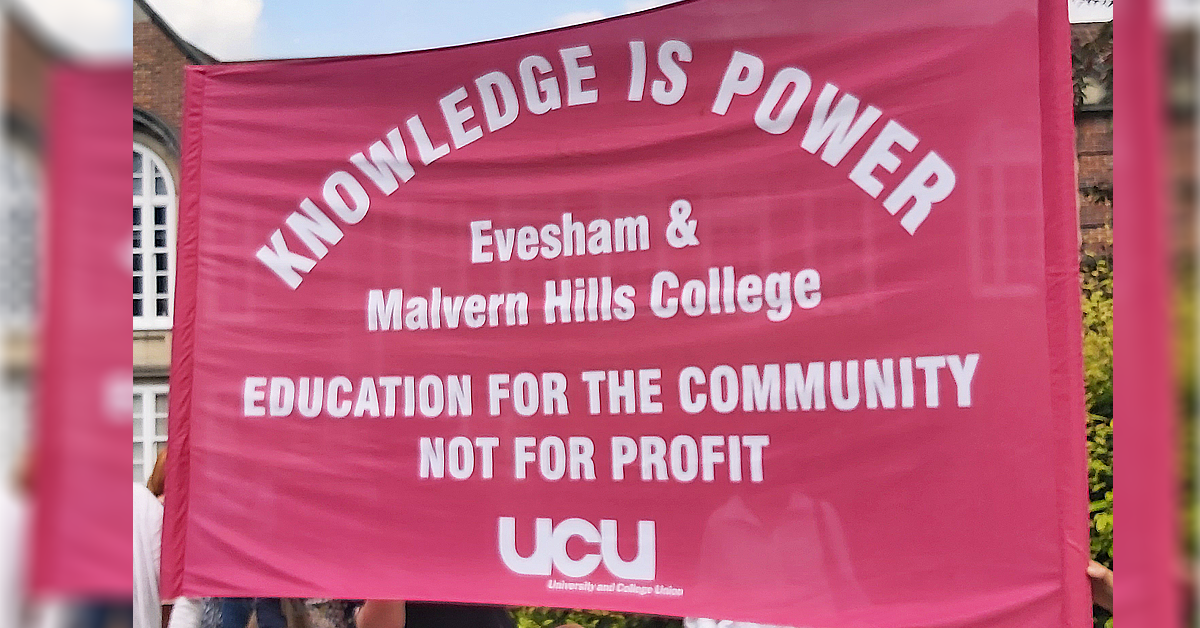 KNOWLEDGE IS POWER
Evesham &
Malvern Hills College
EDUCATION FOR THE COMMUNITY
NOT FOR PROFIT
UCU
University and College Union